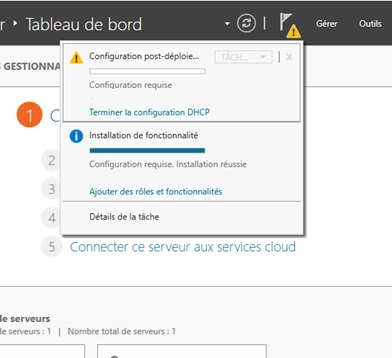 r ▸ Tableau de bord
Gérer
Outils
S GESTIONNA
Configuration post-déploie...
TÂCH...
X
Configuration requise
Terminer la configuration DHCP
Installation de fonctionnalité
Configuration requise. Installation réussie
Ajouter des rôles et fonctionnalités
Détails de la tâche
1 C
2
3
4
5 Connecter ce serveur aux services cloud
de serveurs
de serveurs : 1 | Nombre total de serveurs : 1